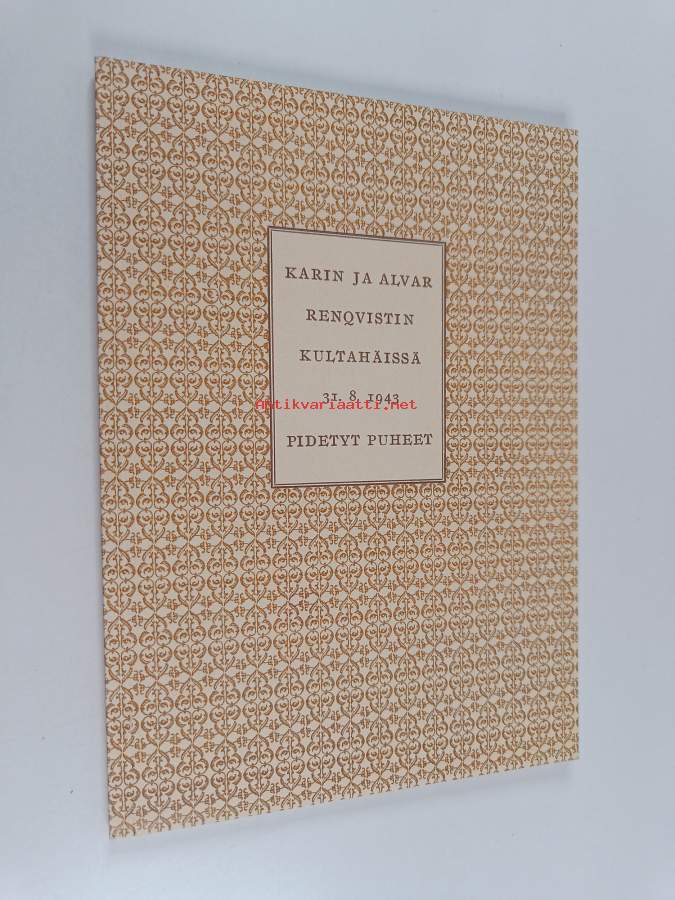 KARIN JA ALVAR
RENQVISTIN
KULTAHÄISSÄ
31. 8. 1943
Antikvariaatti.net
PIDETYT PUHEET